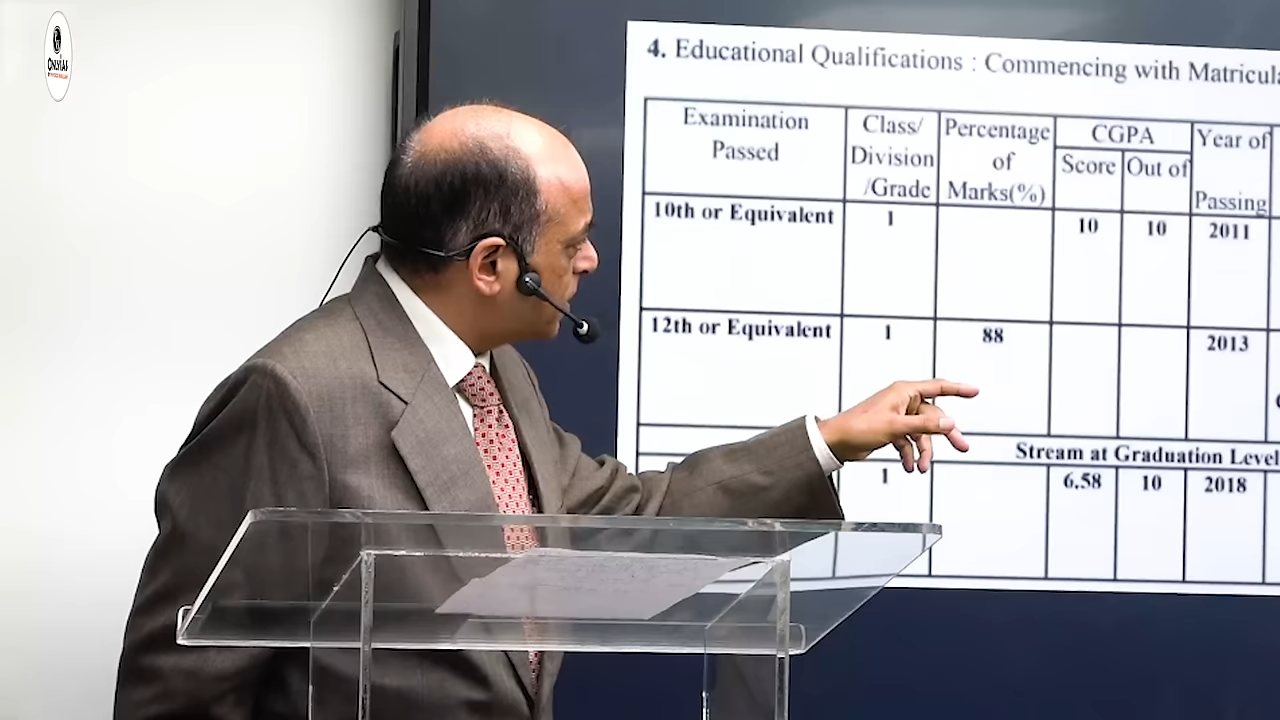 ONLYIAS
4. Educational Qualifications : Commencing with
Examination Passed
Class/ Division /Grade
Percentage of Marks(%)
CGPA
Score
Out of
Year of Passing
10th or Equivalent 1 10 10 2011
12th or Equivalent 1 88 2013
Stream at Graduation Level
1 6.58 10 2018